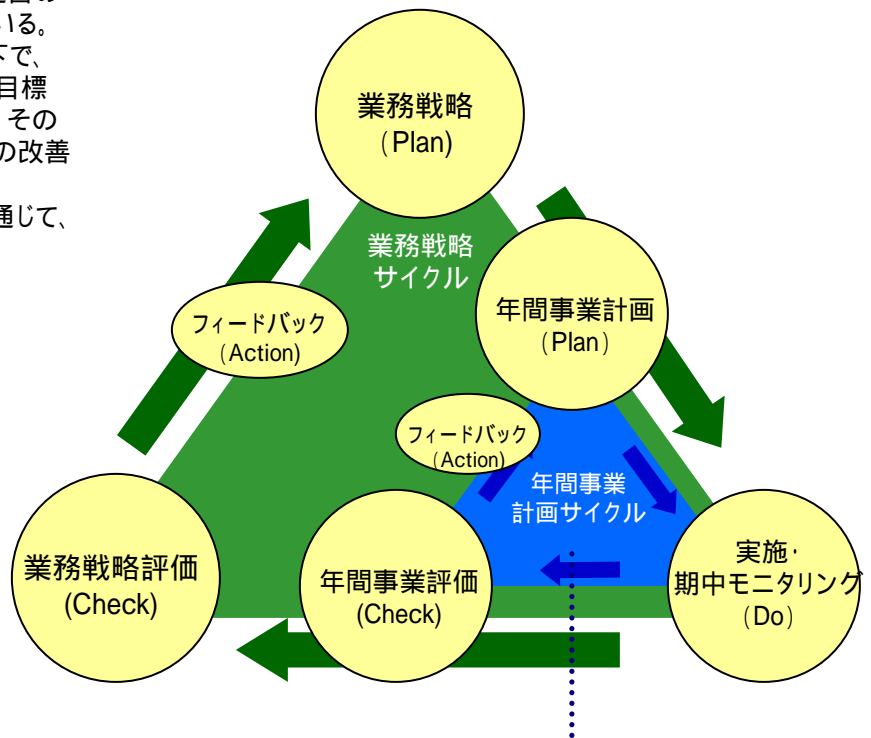 いる。
下で、
目標
その
の改善
通じて、
業務戦略
(Plan)
業務戦略
サイクル
年間事業計画
(Plan)
フィードバック
(Action)
フィードバック
(Action)
年間事業
計画サイクル
業務戦略評価
(Check)
年間事業評価
(Check)
実施・
期中モニタリング
(Do)